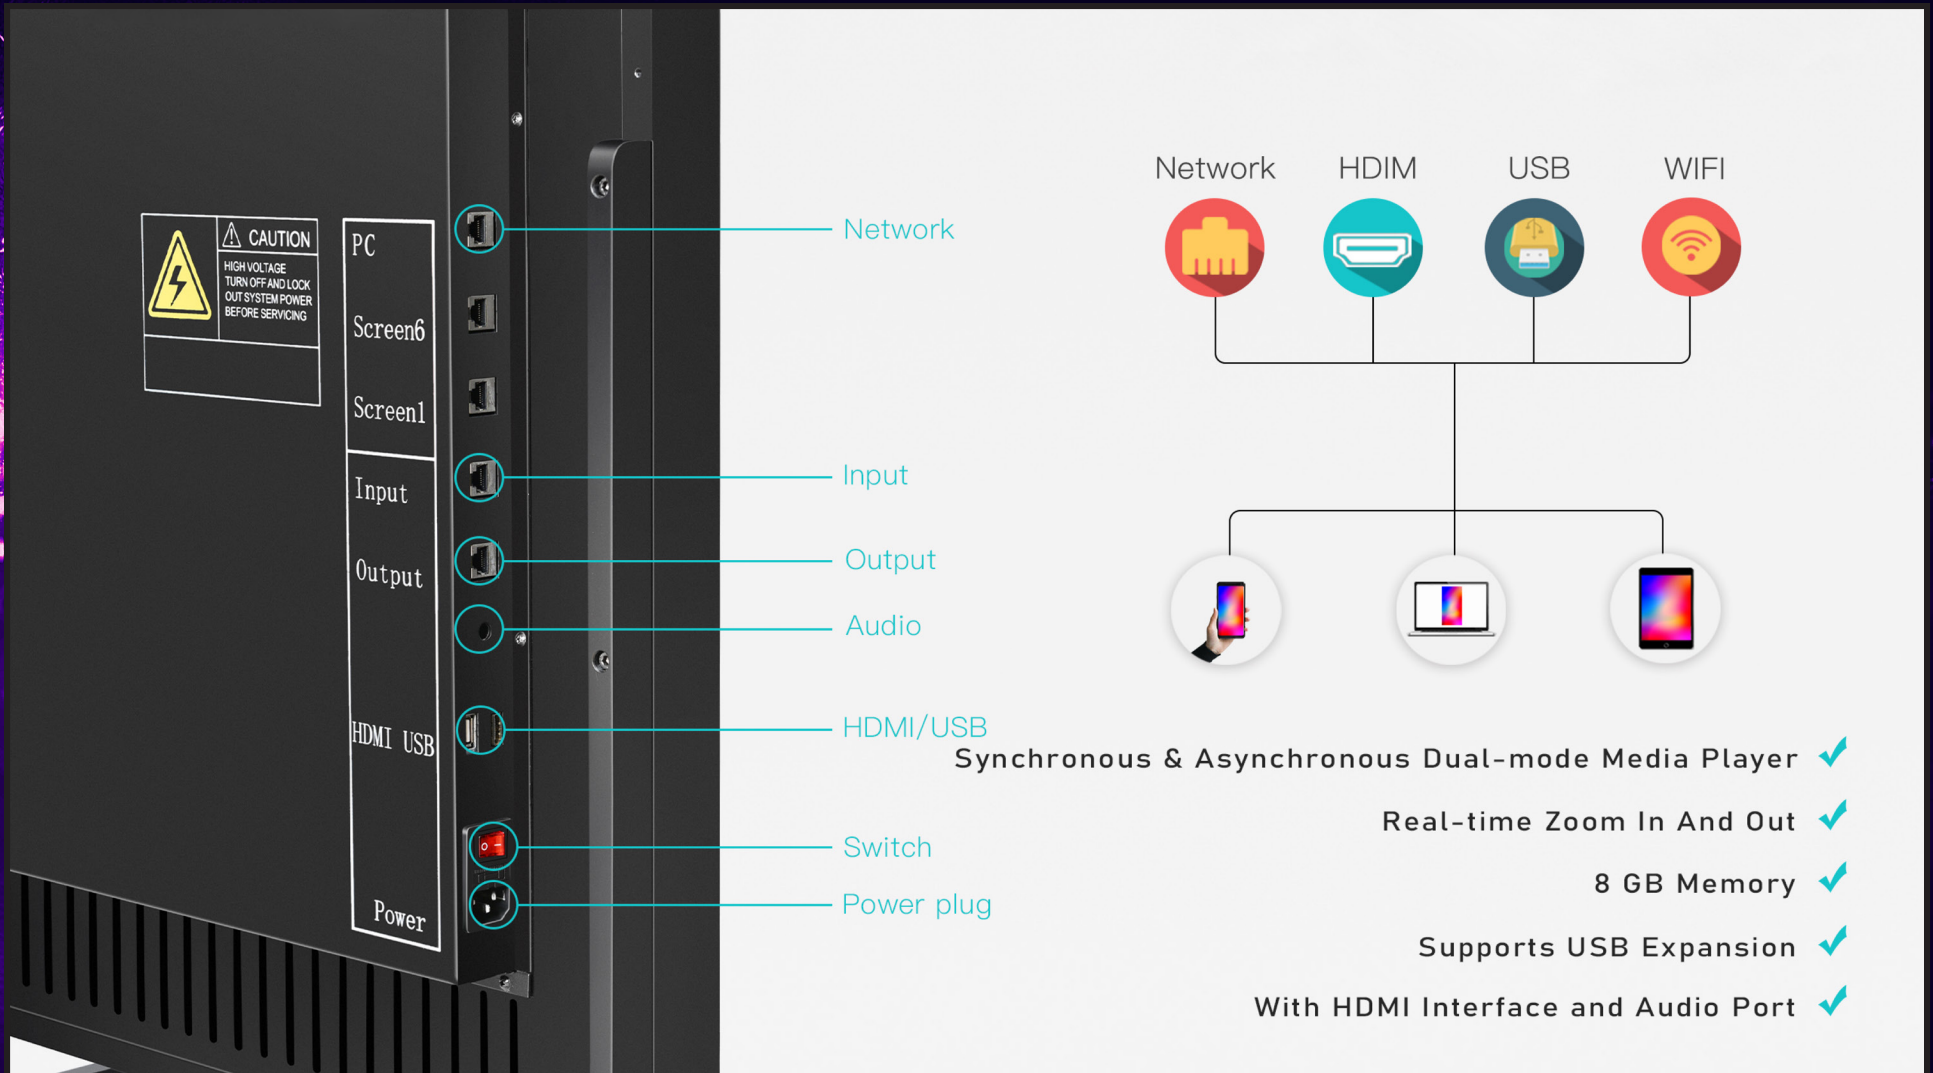 CAUTION
HIGH VOLTAGE
TURN OFF AND LOCK
OUT SYSTEM POWER
BEFORE SERVICING
PC
Screen6
Screen1
Input
Output
HDMI USB
Power
Network
Input
Output
Audio
HDMI/USB
Switch
Power plug
Network HDIM USB WIFI
Synchronous & Asynchronous Dual-mode Media Player
Real-time Zoom In And Out
8 GB Memory
Supports USB Expansion
With HDMI Interface and Audio Port